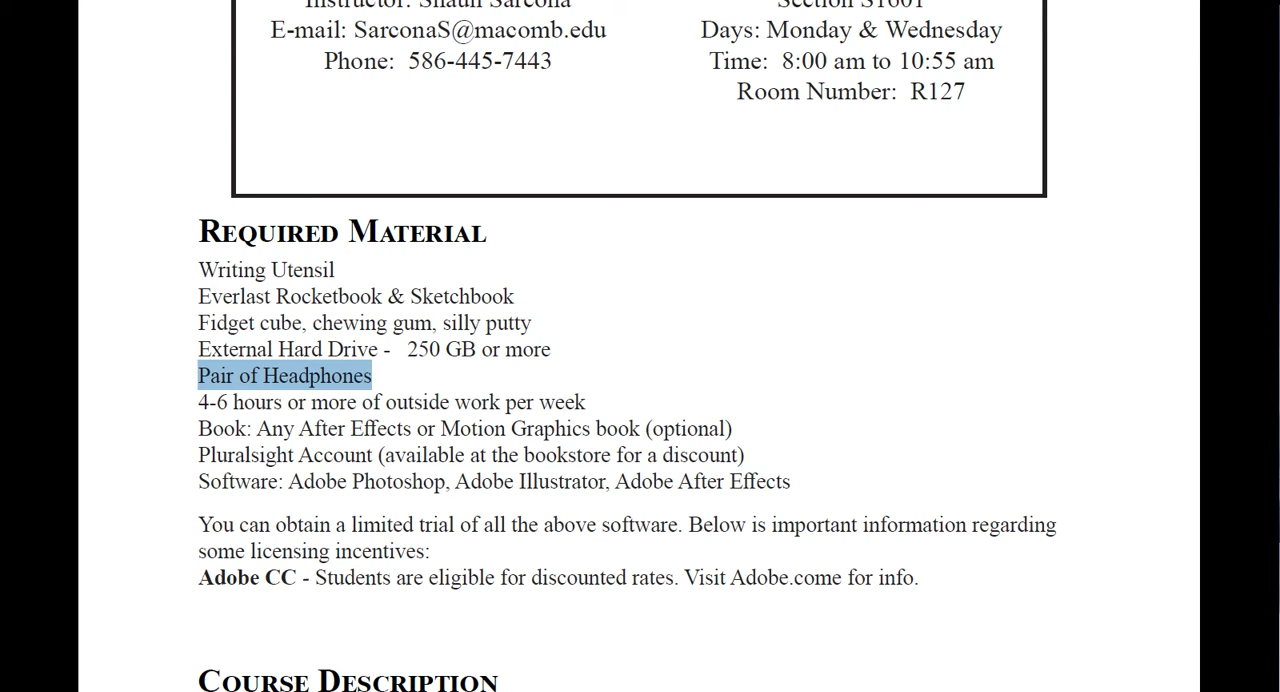 Instructor: Shaun Sarcona
E-mail: SarconaS@macomb.edu
Phone: 586-445-7443
Section S1601
Days: Monday & Wednesday
Time: 8:00 am to 10:55 am
Room Number: R127
REQUIRED MATERIAL
Writing Utensil
Everlast Rocketbook & Sketchbook
Fidget cube, chewing gum, silly putty
External Hard Drive - 250 GB or more
Pair of Headphones
4-6 hours or more of outside work per week
Book: Any After Effects or Motion Graphics book (optional)
Pluralsight Account (available at the bookstore for a discount)
Software: Adobe Photoshop, Adobe Illustrator, Adobe After Effects
You can obtain a limited trial of all the above software. Below is important information regarding
some licensing incentives:
Adobe CC - Students are eligible for discounted rates. Visit Adobe.come for info.
COURSE DESCRIPTION